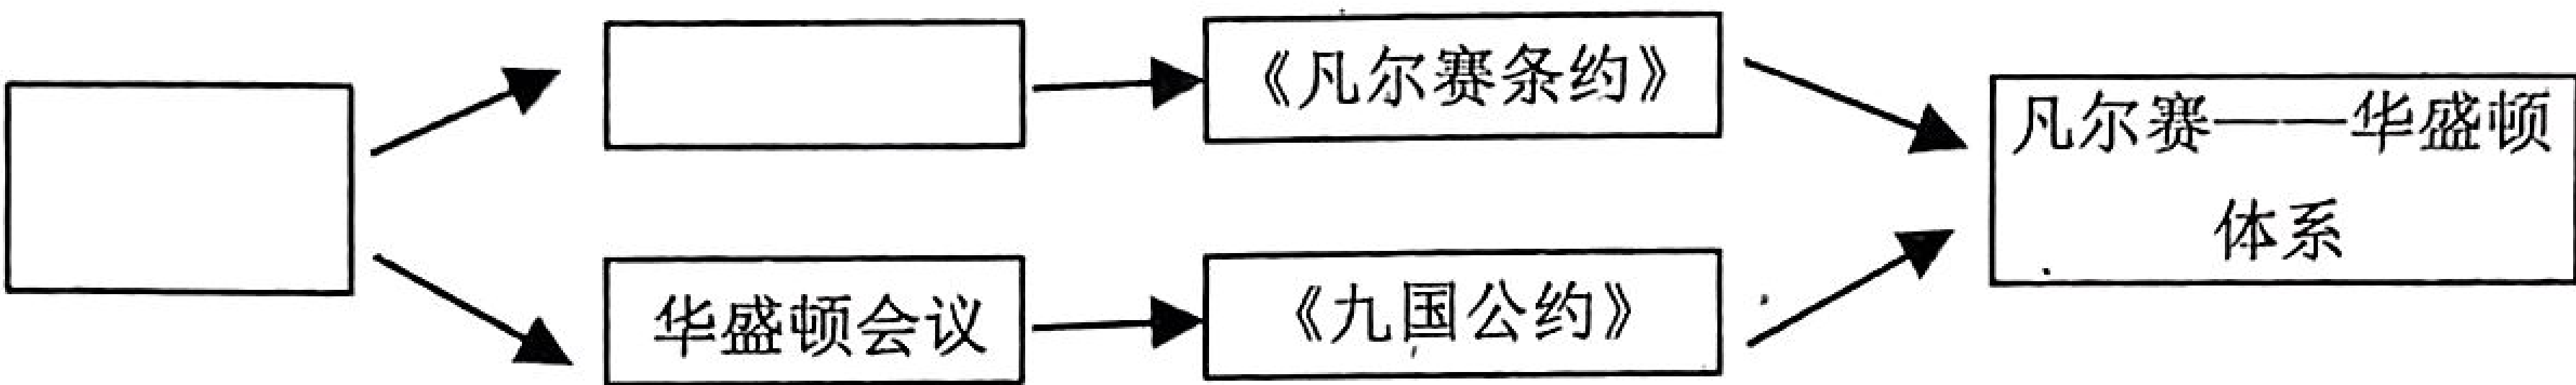 《凡尔赛条约》
凡尔赛——华盛顿
体系
华盛顿会议
《九国公约》